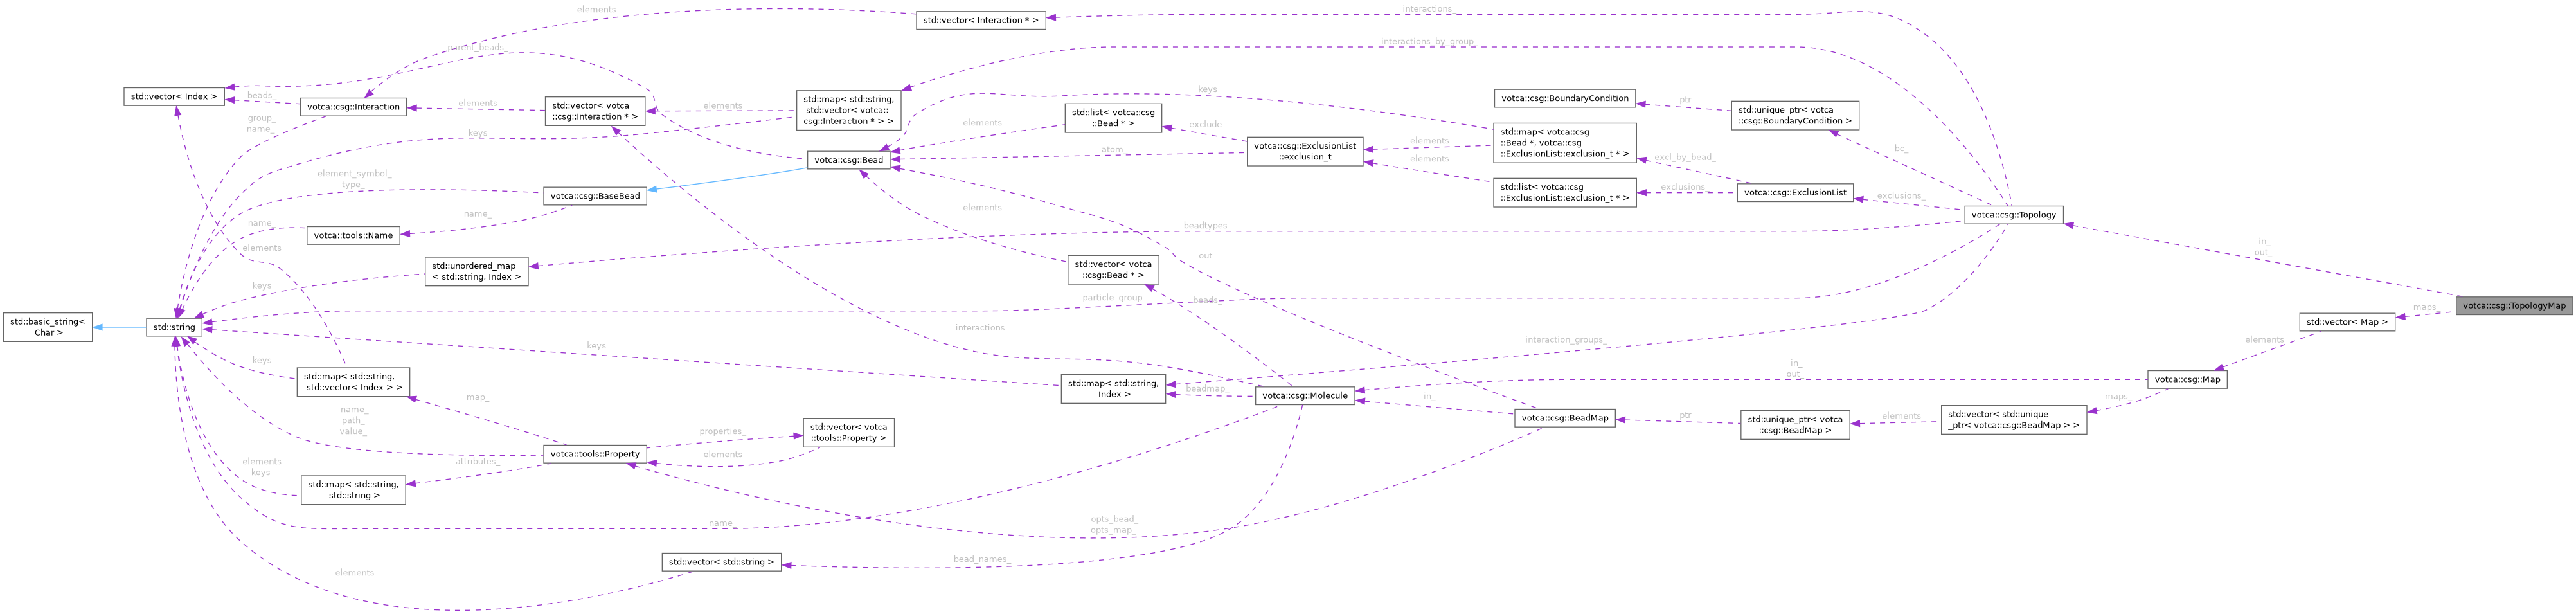 elements
std::vector< Interaction * >
interactions_
parent_beads_
interactions_by_group_
std::vector< Index >
beads_
votca::csg::Interaction
elements
std::vector< votca
::csg::Interaction * >
elements
std::map< std::string,
std::vector< votca::
csg::Interaction * > >
keys
std::list< votca::csg
::Bead * >
votca::csg::BoundaryCondition
ptr
std::unique_ptr< votca
::csg::BoundaryCondition >
group_
name_
keys
elements
exclude_
std::map< votca::csg
::Bead *, votca::csg
::ExclusionList::exclusion_t * >
elements
votca::csg::Bead
atom_
votca::csg::ExclusionList
::exclusion_t
elements
excl_by_bead_
bc_
element_symbol_
type_
votca::csg::BaseBead
std::list< votca::csg
::ExclusionList::exclusion_t * >
exclusions_
votca::csg::ExclusionList
exclusions_
votca::csg::Topology
name_
name_
votca::tools::Name
elements
beadtypes_
elements
std::unordered_map
< std::string, Index >
keys
std::vector< votca
::csg::Bead * >
out_
in_
out_
particle_group_
beads_
votca::csg::TopologyMap
maps_
std::vector< Map >
std::basic_string<
Char >
std::string
interactions_
interaction_groups_
elements
keys
keys
std::map< std::string,
std::vector< Index > >
std::map< std::string,
Index >
beadmap_
votca::csg::Molecule
in_
out_
votca::csg::Map
maps_
name_
path_
value_
map_
in_
votca::csg::BeadMap
ptr
std::unique_ptr< votca
::csg::BeadMap >
elements
std::vector< std::unique
_ptr< votca::csg::BeadMap > >
properties_
std::vector< votca
::tools::Property >
elements
votca::tools::Property
attributes_
elements
keys
std::map< std::string,
std::string >
name_
opts_bead_
opts_map_
std::vector< std::string >
bead_names_
elements